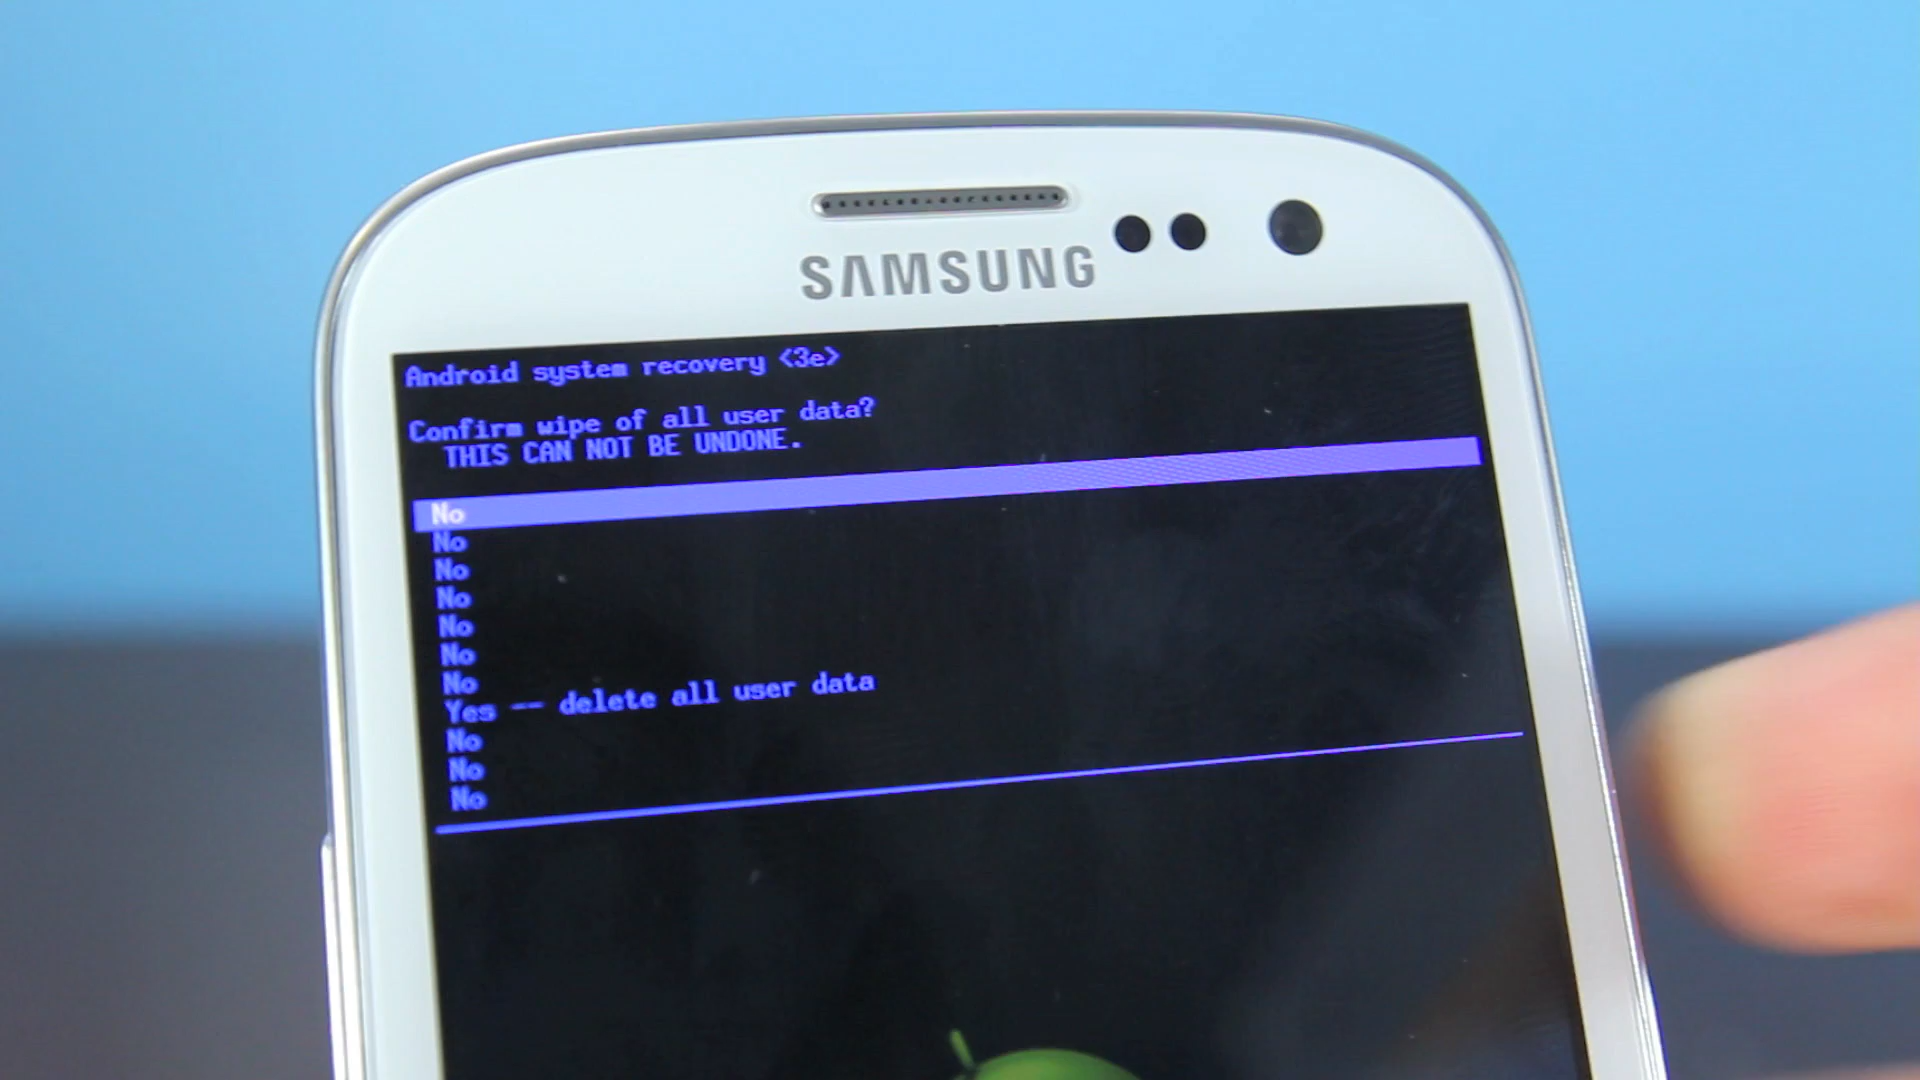 SAMSUNG
Android system recovery <3e>
Confirm wipe of all user data?
THIS CAN NOT BE UNDONE.
No
No
No
No
No
No
No
Yes -- delete all user data
No
No
No